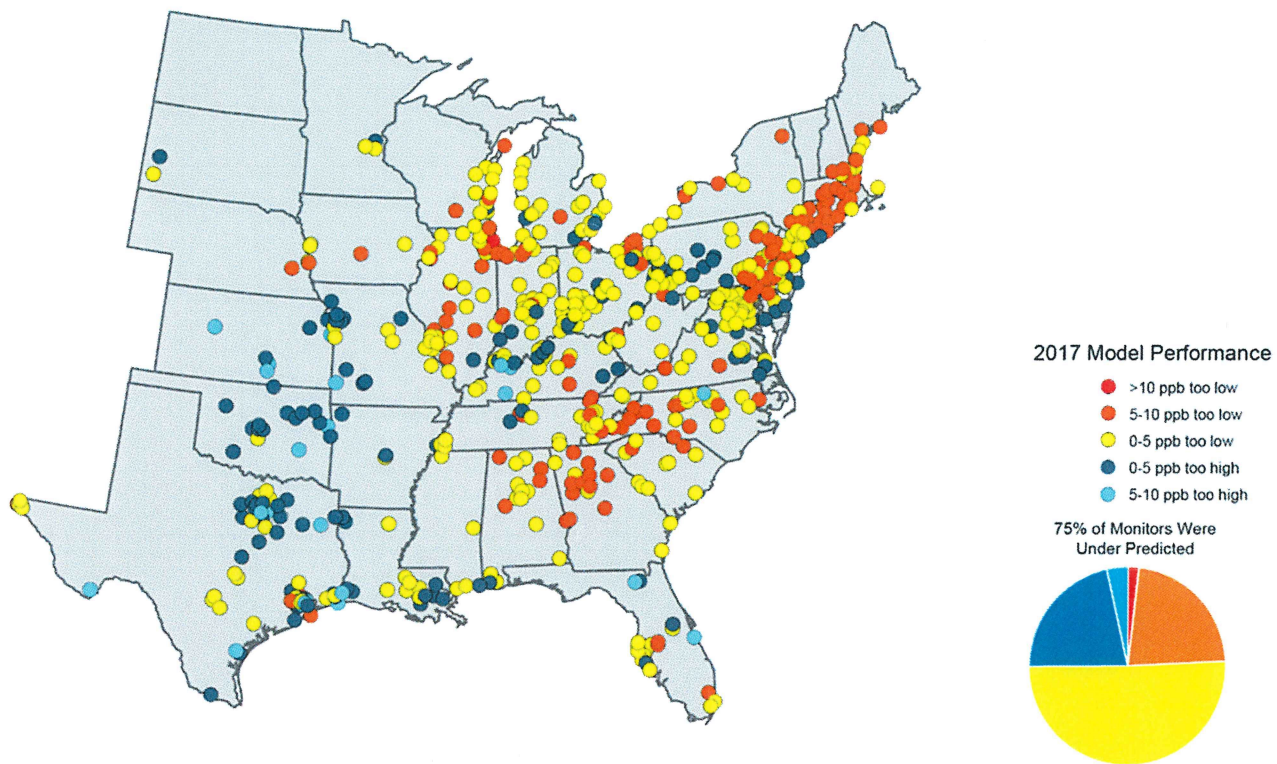 2017 Model Performance
>10 ppb too low
5-10 ppb too low
0-5 ppb too low
0-5 ppb too high
5-10 ppb too high
75% of Monitors Were
Under Predicted